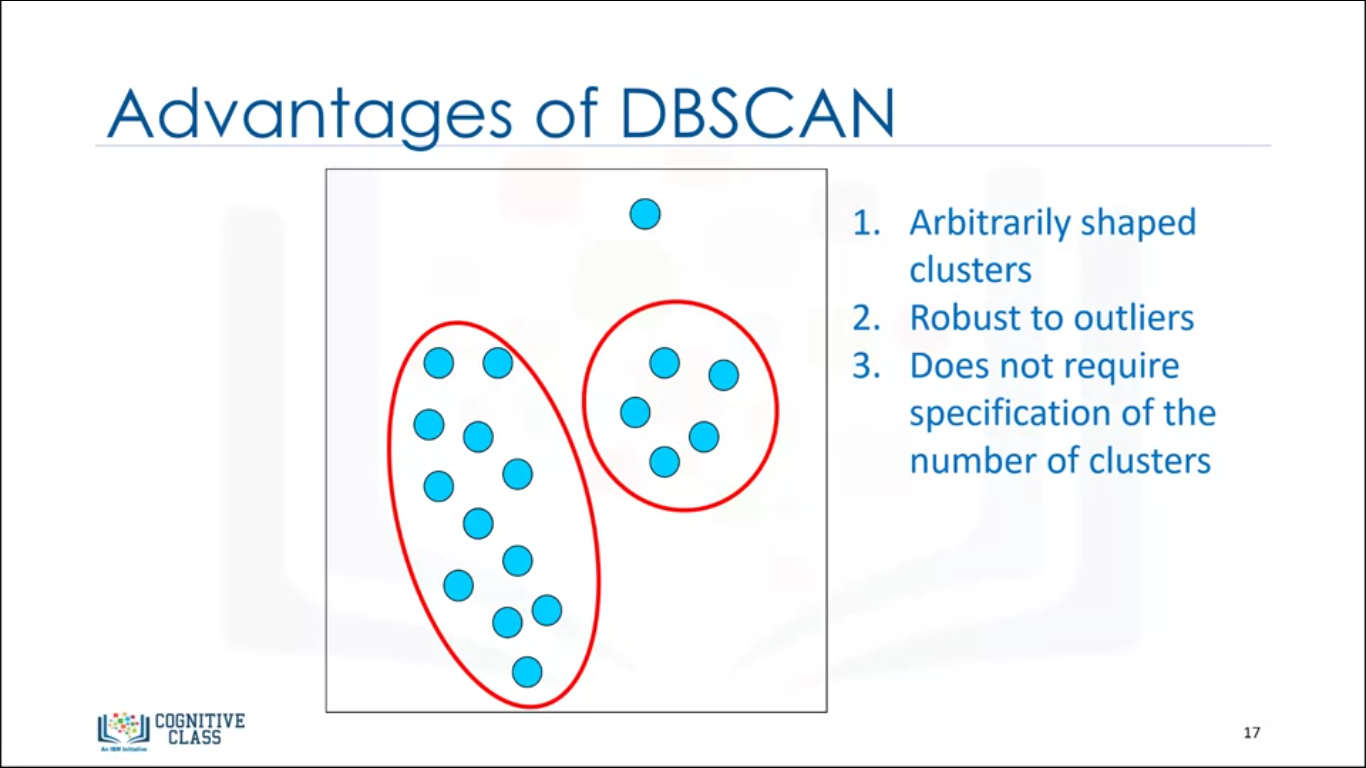 Advantages of DBSCAN
1. Arbitrarily shaped
clusters
2. Robust to outliers
3. Does not require
specification of the
number of clusters
COGNITIVE
CLASS
An IBM Initiative
17